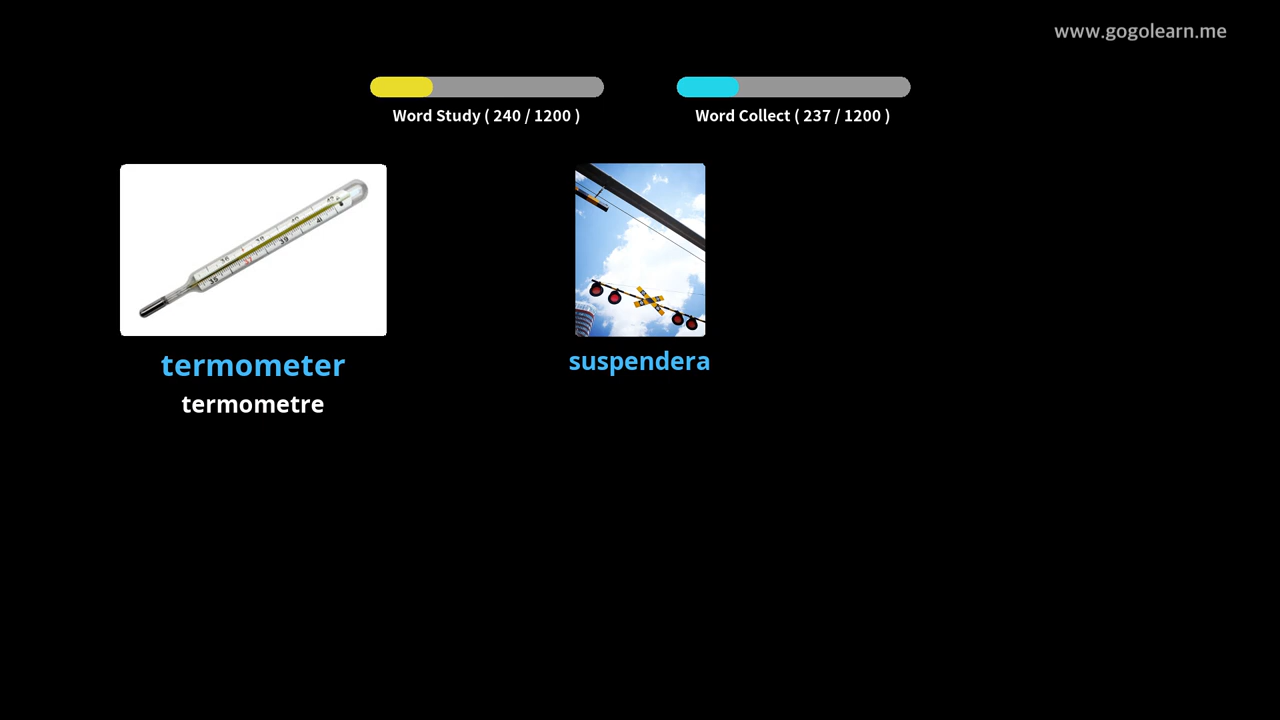 www.gogolearn.me
Word Study ( 240 / 1200 )
Word Collect ( 237 / 1200 )
termometer
termometre
suspendera